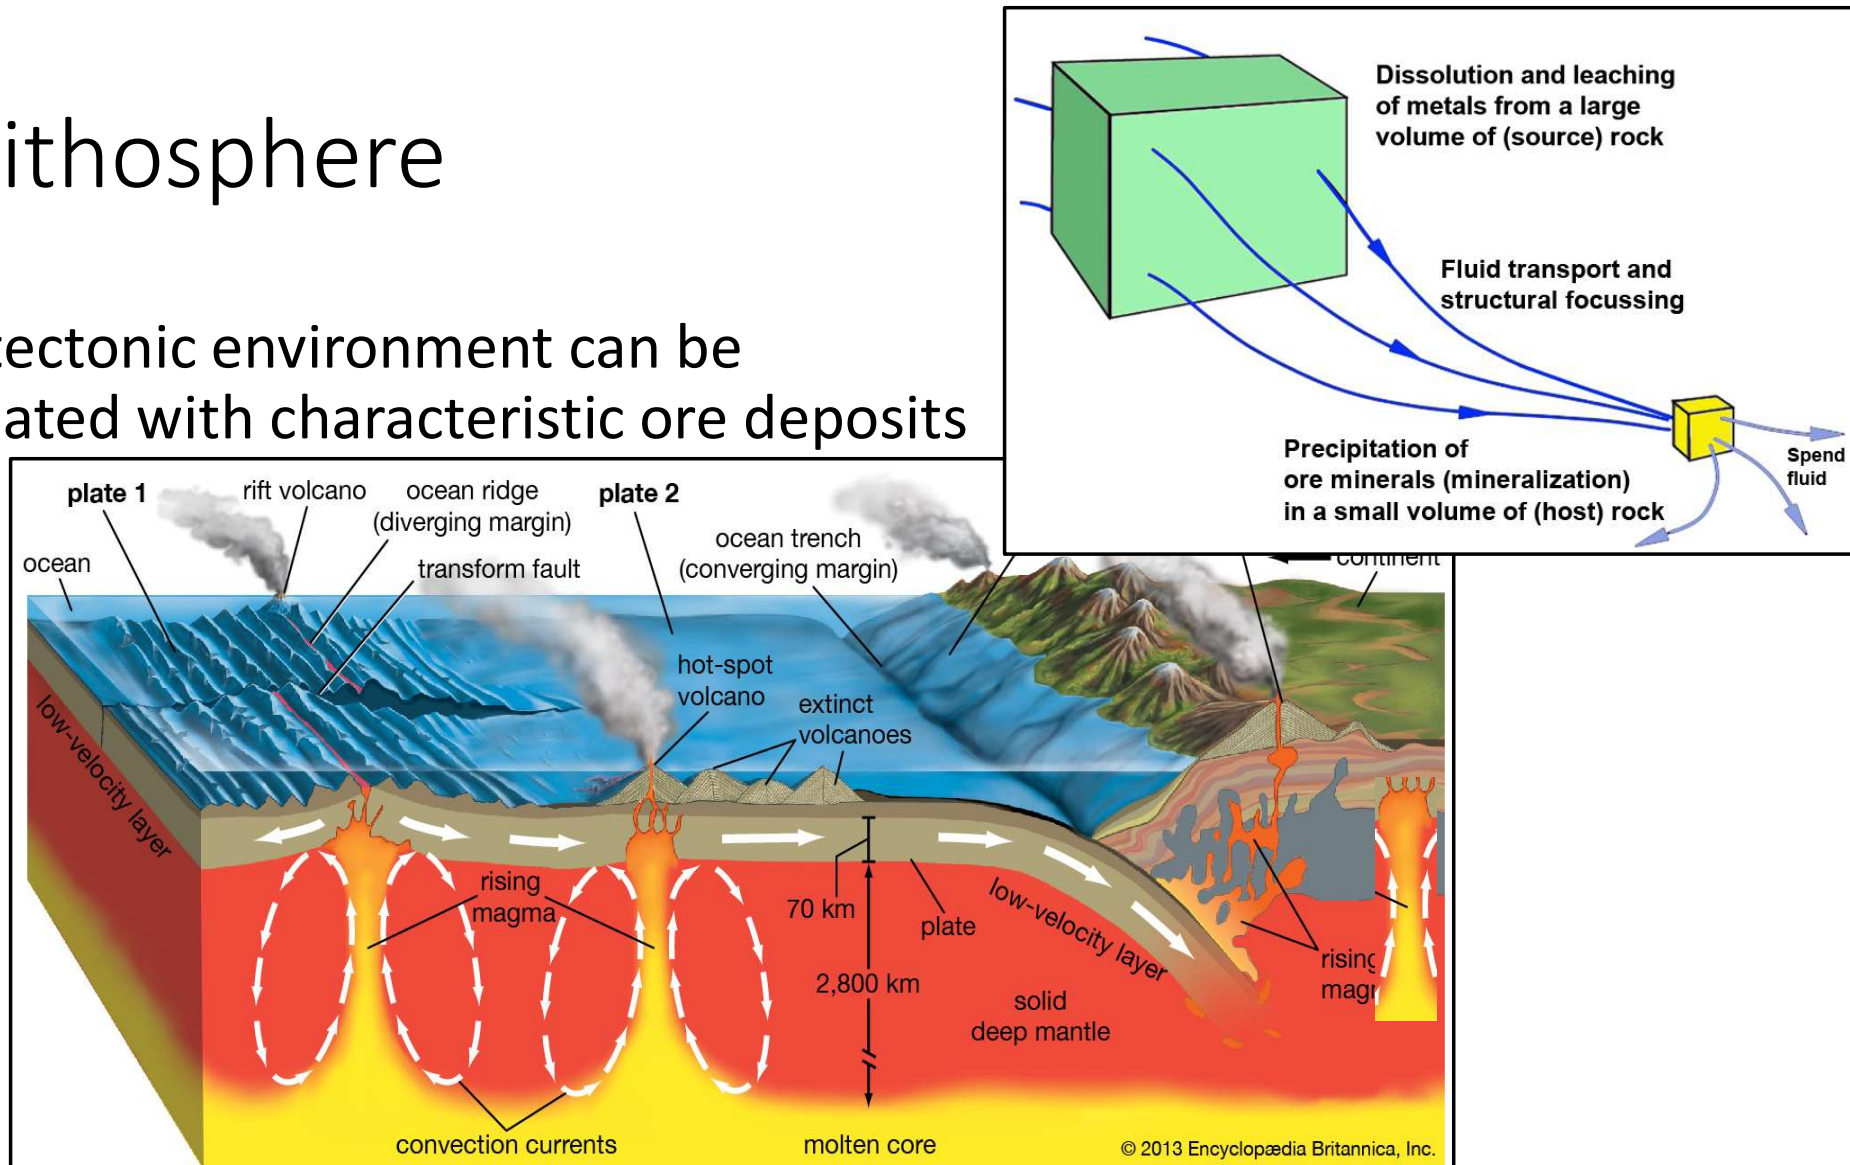 ithosphere
tectonic environment can be
ated with characteristic ore deposits
Dissolution and leaching
of metals from a large
volume of (source) rock
Fluid transport and
structural focussing
Precipitation of
ore minerals (mineralization)
in a small volume of (host) rock
Spend
fluid
plate 1
rift volcano
ocean ridge
(diverging margin)
plate 2
ocean
transform fault
ocean trench
(converging margin)
continent
hot-spot
volcano
extinct
volcanoes
low-velocity layer
rising
magma
70 km
plate
low-velocity layer
2,800 km
solid
deep mantle
rising
mag
convection currents
molten core
© 2013 Encyclopædia Britannica, Inc.